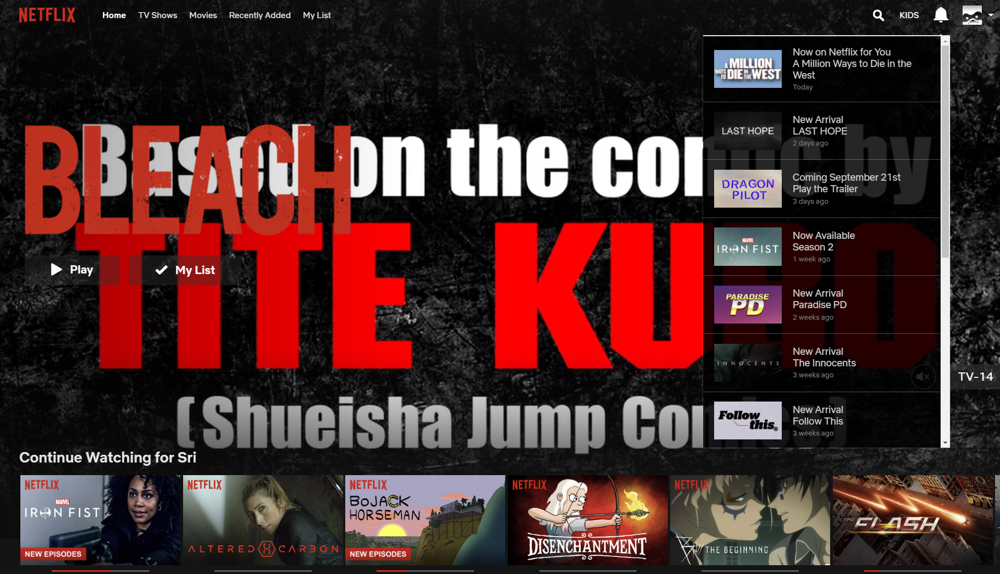 NETFLIX
Home
TV Shows
Movies
Recently Added
My List
KIDS
Based on the comic by
BLEACH
TITE KUBO
(Shueisha Jump Comics)
Play
My List
A MILLION
WAYS TO DIE IN THE WEST
Now on Netflix for You
A Million Ways to Die in the
West
Today
LAST HOPE
New Arrival
LAST HOPE
2 days ago
DRAGON
PILOT
Coming September 21st
Play the Trailer
3 days ago
MARVEL
IRON FIST
Now Available
Season 2
1 week ago
PARADISE
PD
New Arrival
Paradise PD
2 weeks ago
INNOCENTS
New Arrival
The Innocents
3 weeks ago
Follow
this
New Arrival
Follow This
3 weeks ago
TV-14
Continue Watching for Sri
NETFLIX
MARVEL
IRON FIST
NEW EPISODES
NETFLIX
ALTERED CARBON
NETFLIX
BOJACK
HORSEMAN
NEW EPISODES
NETFLIX
DISENCHANTMENT
NETFLIX
B THE BEGINNING
THE FLASH